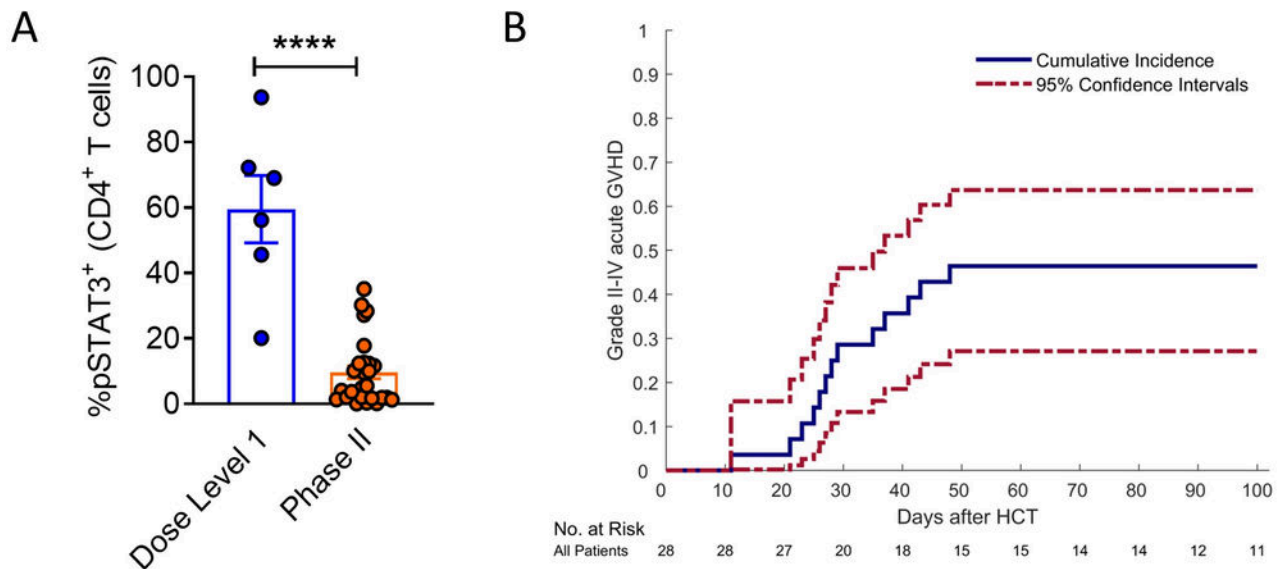 A
****
%pSTAT3+ (CD4+ T cells)
100
80
60
40
20
0
Dose Level 1
Phase II
B
Cumulative Incidence
95% Confidence Intervals
Grade II-IV acute GVHD
1
0.9
0.8
0.7
0.6
0.5
0.4
0.3
0.2
0.1
0
0 10 20 30 40 50 60 70 80 90 100
Days after HCT
No. at Risk
All Patients 28 28 27 20 18 15 15 14 14 12 11